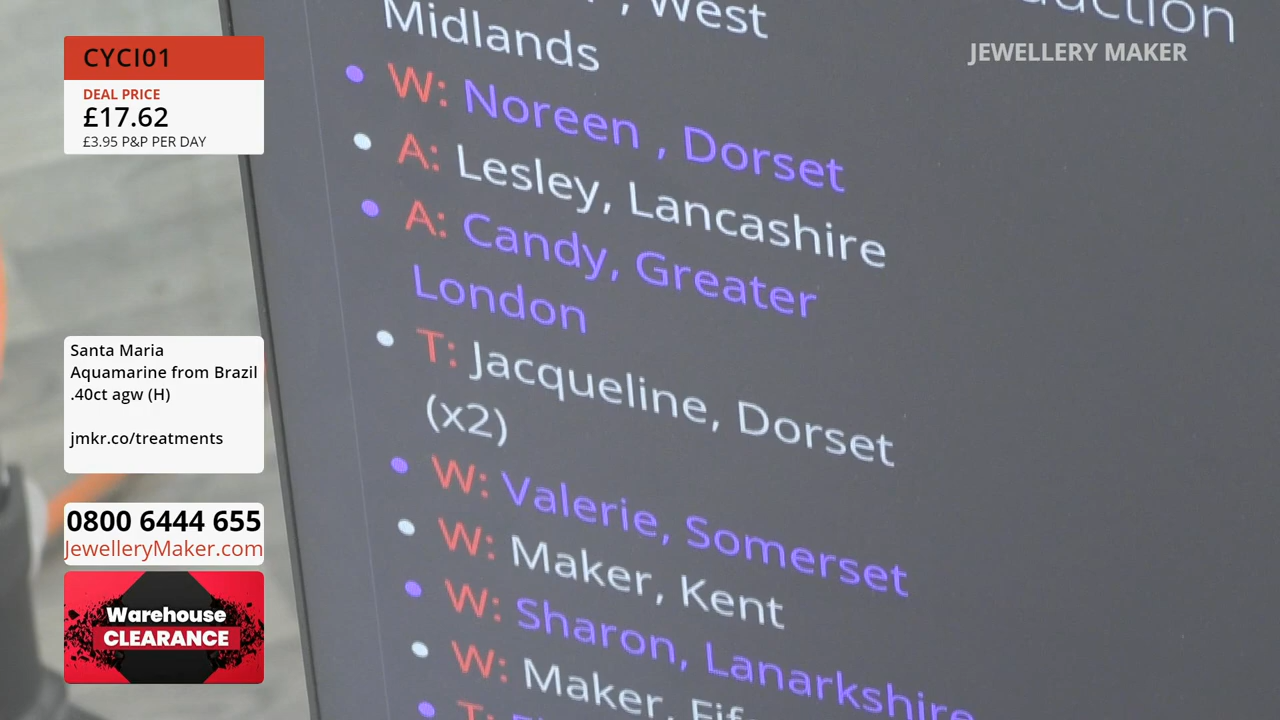 CYCI01
DEAL PRICE
£17.62
£3.95 P&P PER DAY
JEWELLERY MAKER
, West
Midlands
W: Noreen , Dorset
A: Lesley, Lancashire
A: Candy, Greater
London
T: Jacqueline, Dorset
(x2)
W: Valerie, Somerset
W: Maker, Kent
W: Sharon, Lanarkshire
W: Maker,
T:
Santa Maria
Aquamarine from Brazil
.40ct agw (H)
jmkr.co/treatments
0800 6444 655
JewelleryMaker.com
Warehouse
CLEARANCE